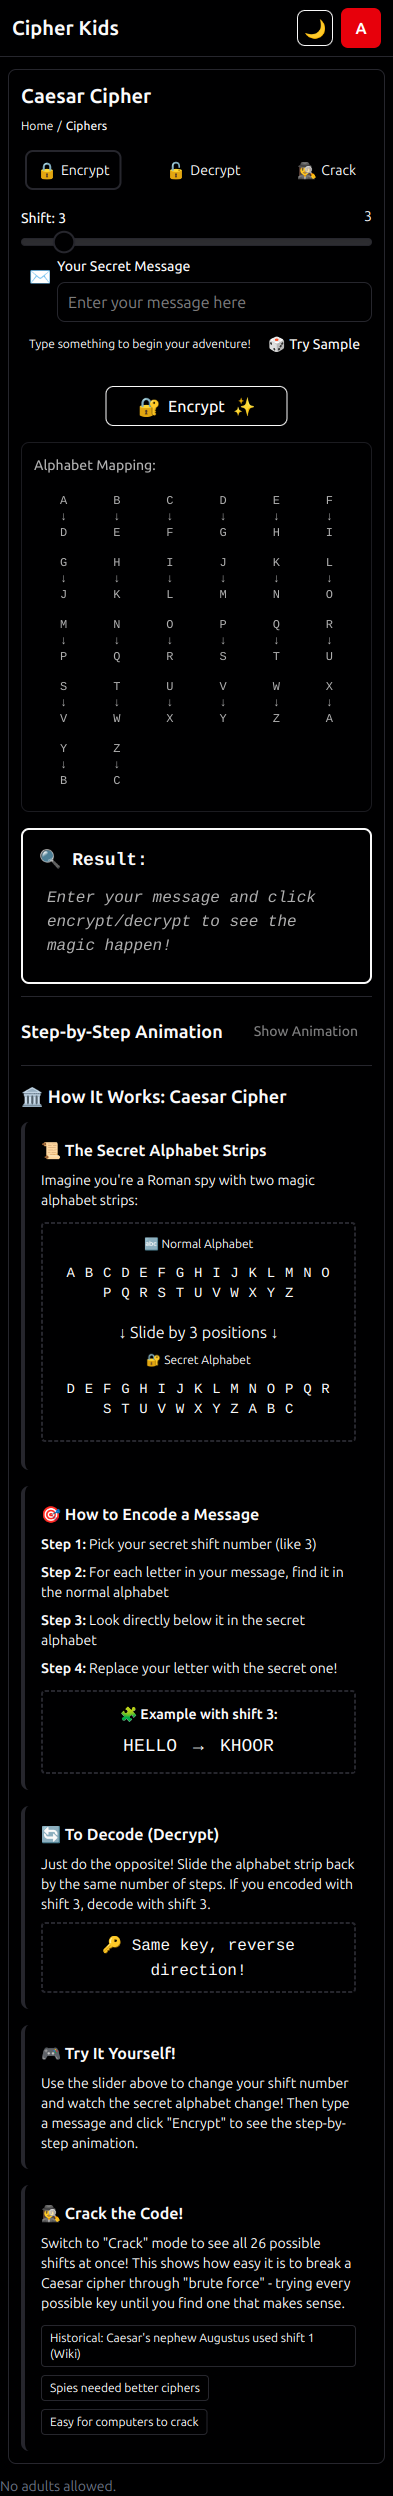 Cipher Kids
A
Caesar Cipher
Home / Ciphers
Encrypt
Decrypt
Crack
Shift: 3
3
Your Secret Message
Enter your message here
Type something to begin your adventure!
Try Sample
Encrypt
Alphabet Mapping:
A B C D E F
↓ ↓ ↓ ↓ ↓ ↓
D E F G H I
G H I J K L
↓ ↓ ↓ ↓ ↓ ↓
J K L M N O
M N O P Q R
↓ ↓ ↓ ↓ ↓ ↓
P Q R S T U
S T U V W X
↓ ↓ ↓ ↓ ↓ ↓
V W X Y Z A
Y Z
↓ ↓
B C
Result:
Enter your message and click
encrypt/decrypt to see the
magic happen!
Step-by-Step Animation
Show Animation
How It Works: Caesar Cipher
The Secret Alphabet Strips
Imagine you're a Roman spy with two magic
alphabet strips:
Normal Alphabet
A B C D E F G H I J K L M N O
P Q R S T U V W X Y Z
↓ Slide by 3 positions ↓
Secret Alphabet
D E F G H I J K L M N O P Q R
S T U V W X Y Z A B C
How to Encode a Message
Step 1: Pick your secret shift number (like 3)
Step 2: For each letter in your message, find it in
the normal alphabet
Step 3: Look directly below it in the secret
alphabet
Step 4: Replace your letter with the secret one!
Example with shift 3:
HELLO → KHOOR
To Decode (Decrypt)
Just do the opposite! Slide the alphabet strip back
by the same number of steps. If you encoded with
shift 3, decode with shift 3.
Same key, reverse
direction!
Try It Yourself!
Use the slider above to change your shift number
and watch the secret alphabet change! Then type
a message and click "Encrypt" to see the step-by-
step animation.
Crack the Code!
Switch to "Crack" mode to see all 26 possible
shifts at once! This shows how easy it is to break a
Caesar cipher through "brute force" - trying every
possible key until you find one that makes sense.
Historical: Caesar's nephew Augustus used shift 1
(Wiki)
Spies needed better ciphers
Easy for computers to crack
No adults allowed.